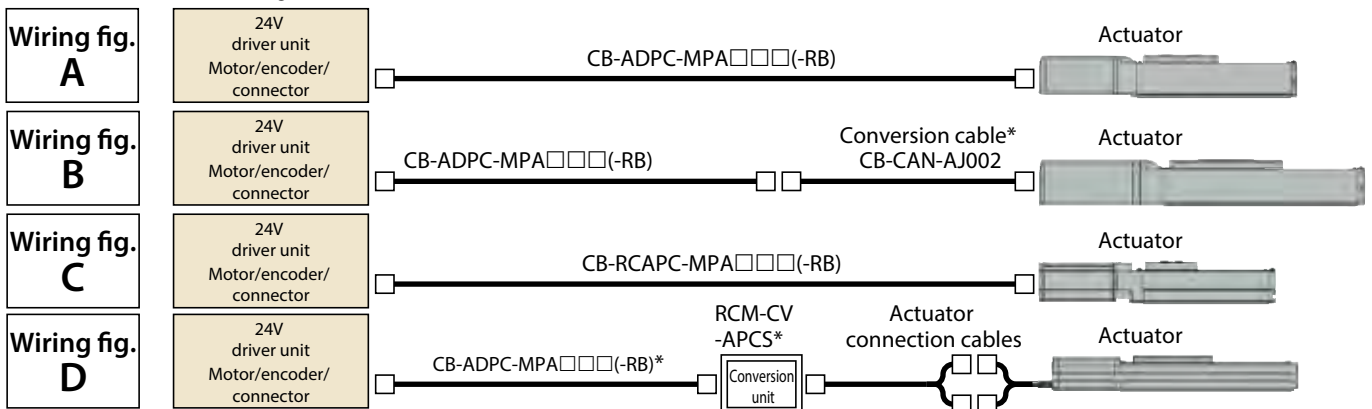 Wiring fig.
A
24V
driver unit
Motor/encoder/
connector
CB-ADPC-MPA□□□(-RB)
Actuator
Wiring fig.
B
24V
driver unit
Motor/encoder/
connector
CB-ADPC-MPA□□□(-RB)
Conversion cable*
CB-CAN-AJ002
Actuator
Wiring fig.
C
24V
driver unit
Motor/encoder/
connector
CB-RCAPC-MPA□□□(-RB)
Actuator
Wiring fig.
D
24V
driver unit
Motor/encoder/
connector
CB-ADPC-MPA□□□(-RB)*
RCM-CV
-APCS*
Conversion
unit
Actuator
connection cables
Actuator